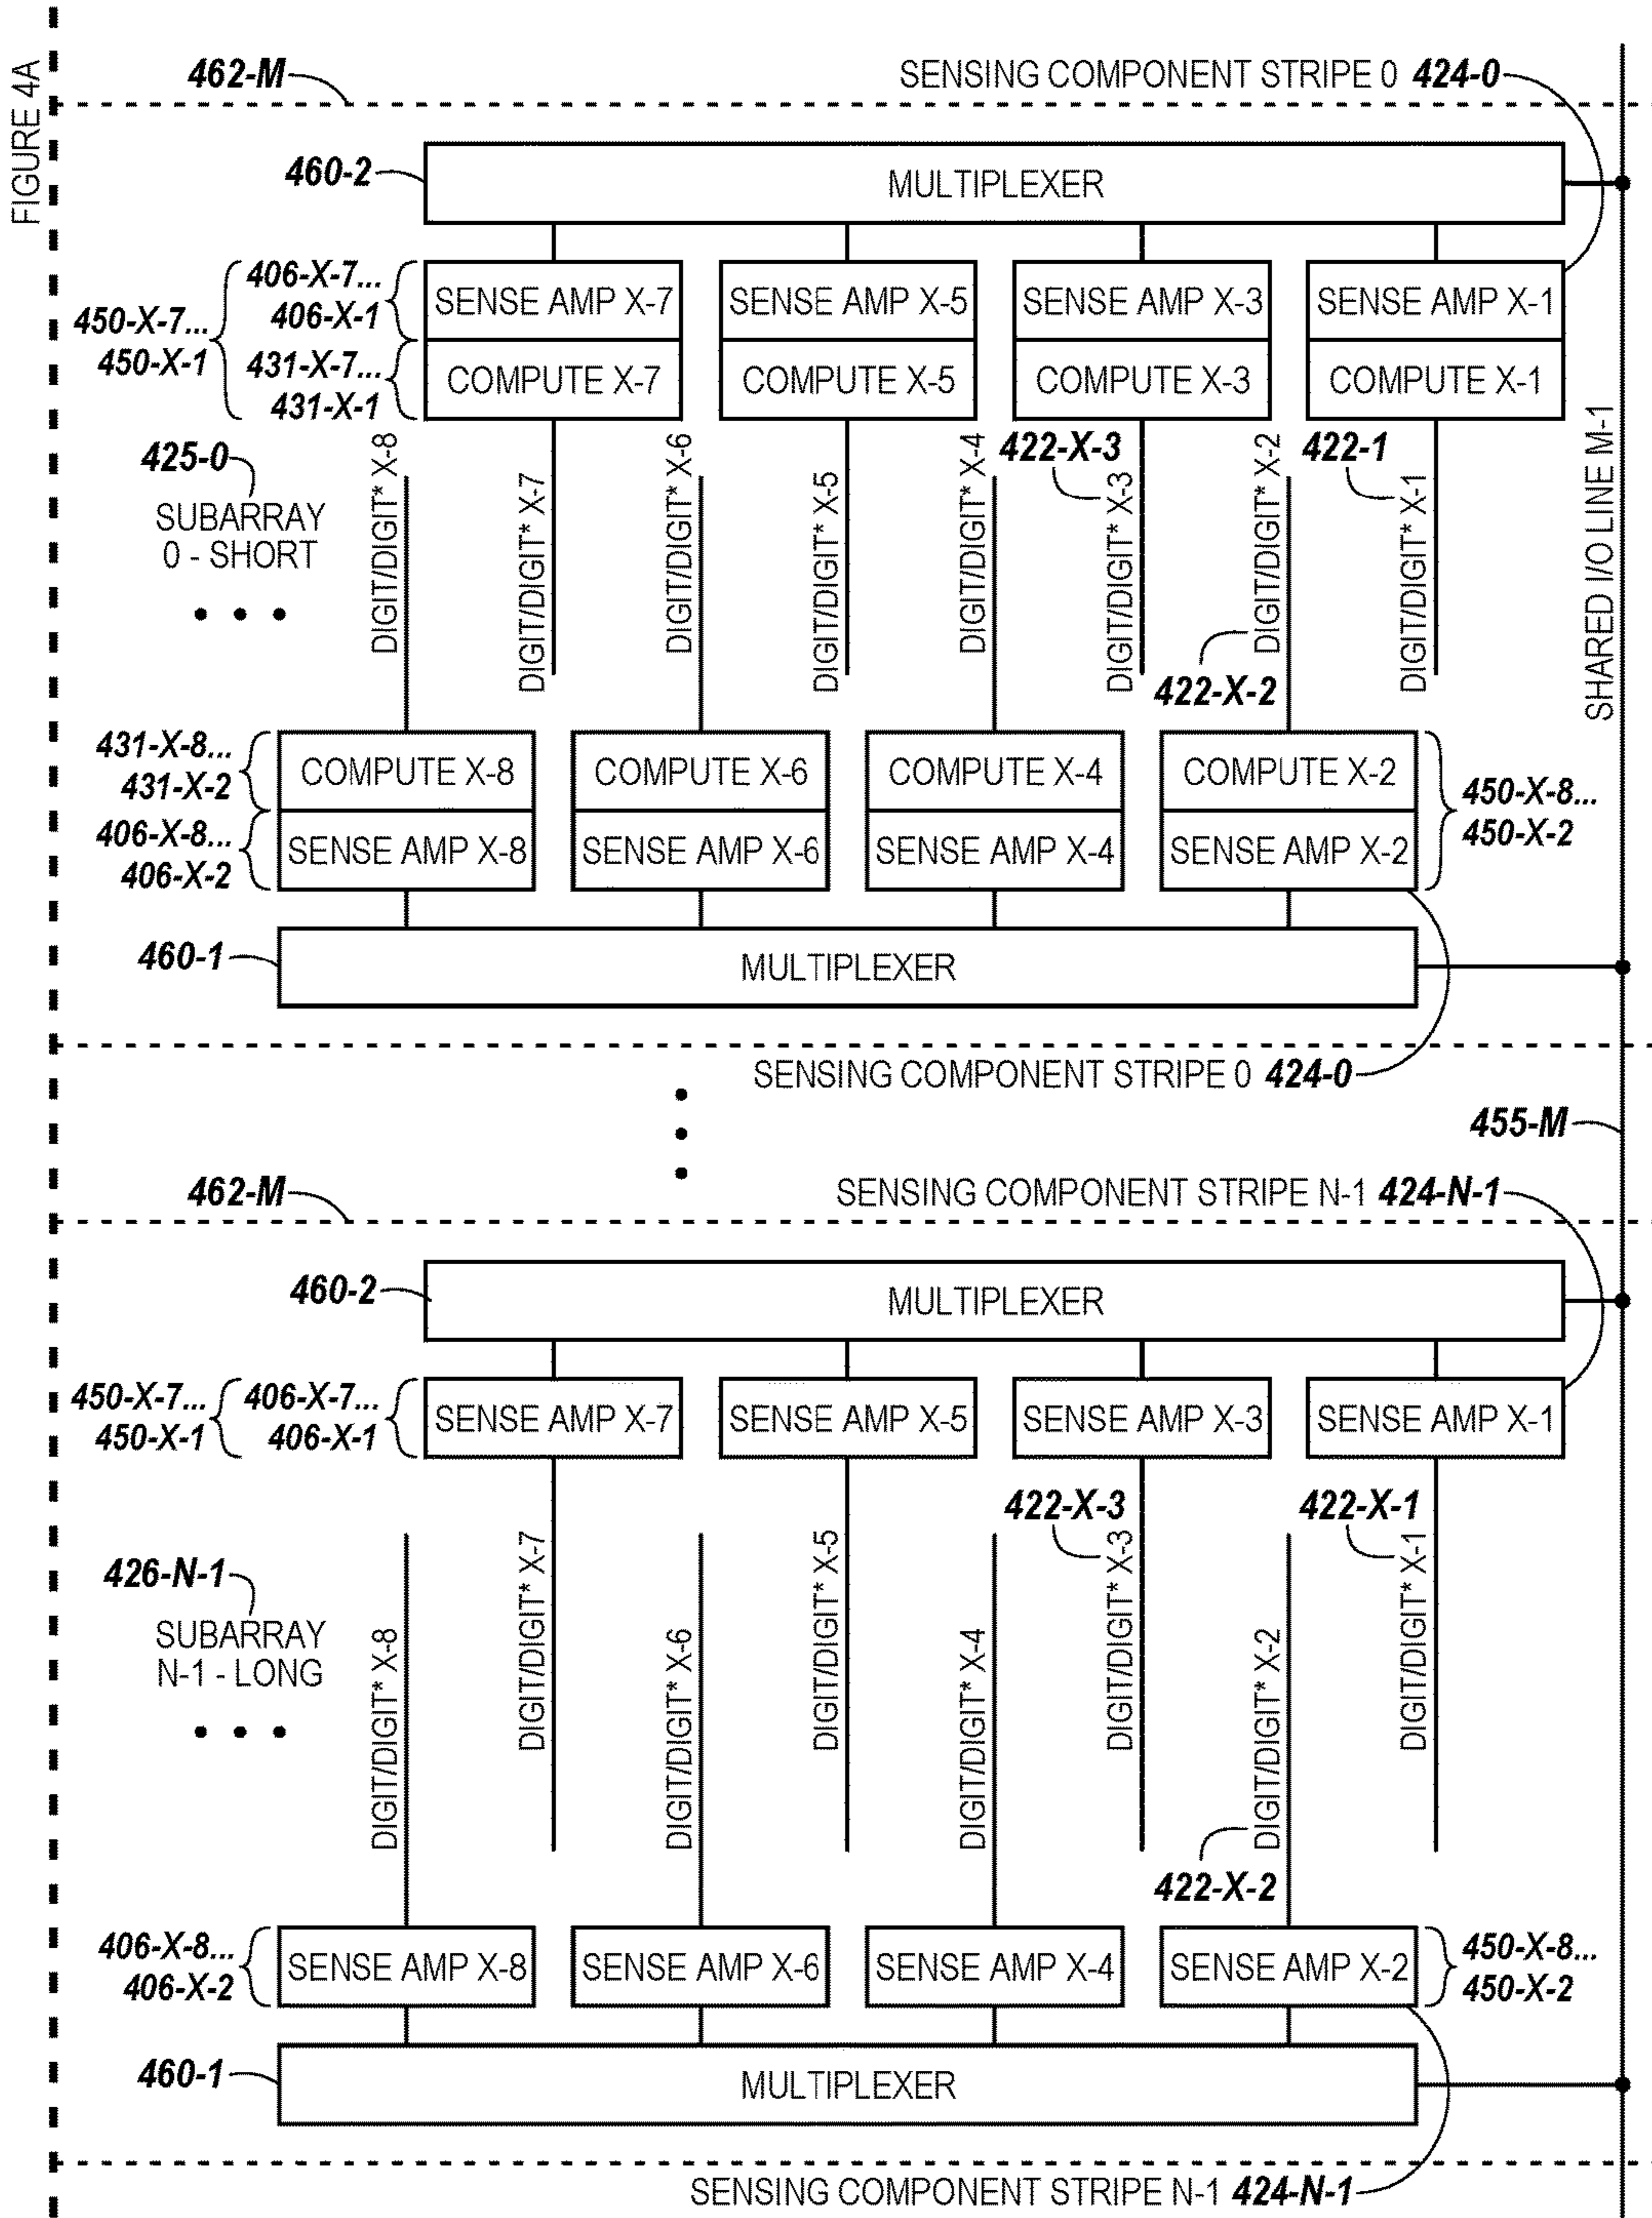 FIGURE 4A
462-M
SENSING COMPONENT STRIPE 0 424-0
460-2
MULTIPLEXER
450-X-7...
450-X-1
406-X-7...
406-X-1
431-X-7...
431-X-1
SENSE AMP X-7
SENSE AMP X-5
SENSE AMP X-3
SENSE AMP X-1
COMPUTE X-7
COMPUTE X-5
COMPUTE X-3
COMPUTE X-1
425-0
SUBARRAY
0 - SHORT
DIGIT/DIGIT* X-8
DIGIT/DIGIT* X-7
DIGIT/DIGIT* X-6
DIGIT/DIGIT* X-5
DIGIT/DIGIT* X-4
422-X-3
DIGIT/DIGIT* X-3
DIGIT/DIGIT* X-2
422-X-2
422-1
DIGIT/DIGIT* X-1
SHARED I/O LINE M-1
431-X-8...
431-X-2
406-X-8...
406-X-2
COMPUTE X-8
COMPUTE X-6
COMPUTE X-4
COMPUTE X-2
SENSE AMP X-8
SENSE AMP X-6
SENSE AMP X-4
SENSE AMP X-2
450-X-8...
450-X-2
460-1
MULTIPLEXER
SENSING COMPONENT STRIPE 0 424-0
455-M
462-M
SENSING COMPONENT STRIPE N-1 424-N-1
460-2
MULTIPLEXER
450-X-7...
450-X-1
406-X-7...
406-X-1
SENSE AMP X-7
SENSE AMP X-5
SENSE AMP X-3
SENSE AMP X-1
426-N-1
SUBARRAY
N-1 - LONG
DIGIT/DIGIT* X-8
DIGIT/DIGIT* X-7
DIGIT/DIGIT* X-6
DIGIT/DIGIT* X-5
DIGIT/DIGIT* X-4
422-X-3
DIGIT/DIGIT* X-3
DIGIT/DIGIT* X-2
422-X-2
422-X-1
DIGIT/DIGIT* X-1
406-X-8...
406-X-2
SENSE AMP X-8
SENSE AMP X-6
SENSE AMP X-4
SENSE AMP X-2
450-X-8...
450-X-2
460-1
MULTIPLEXER
SENSING COMPONENT STRIPE N-1 424-N-1